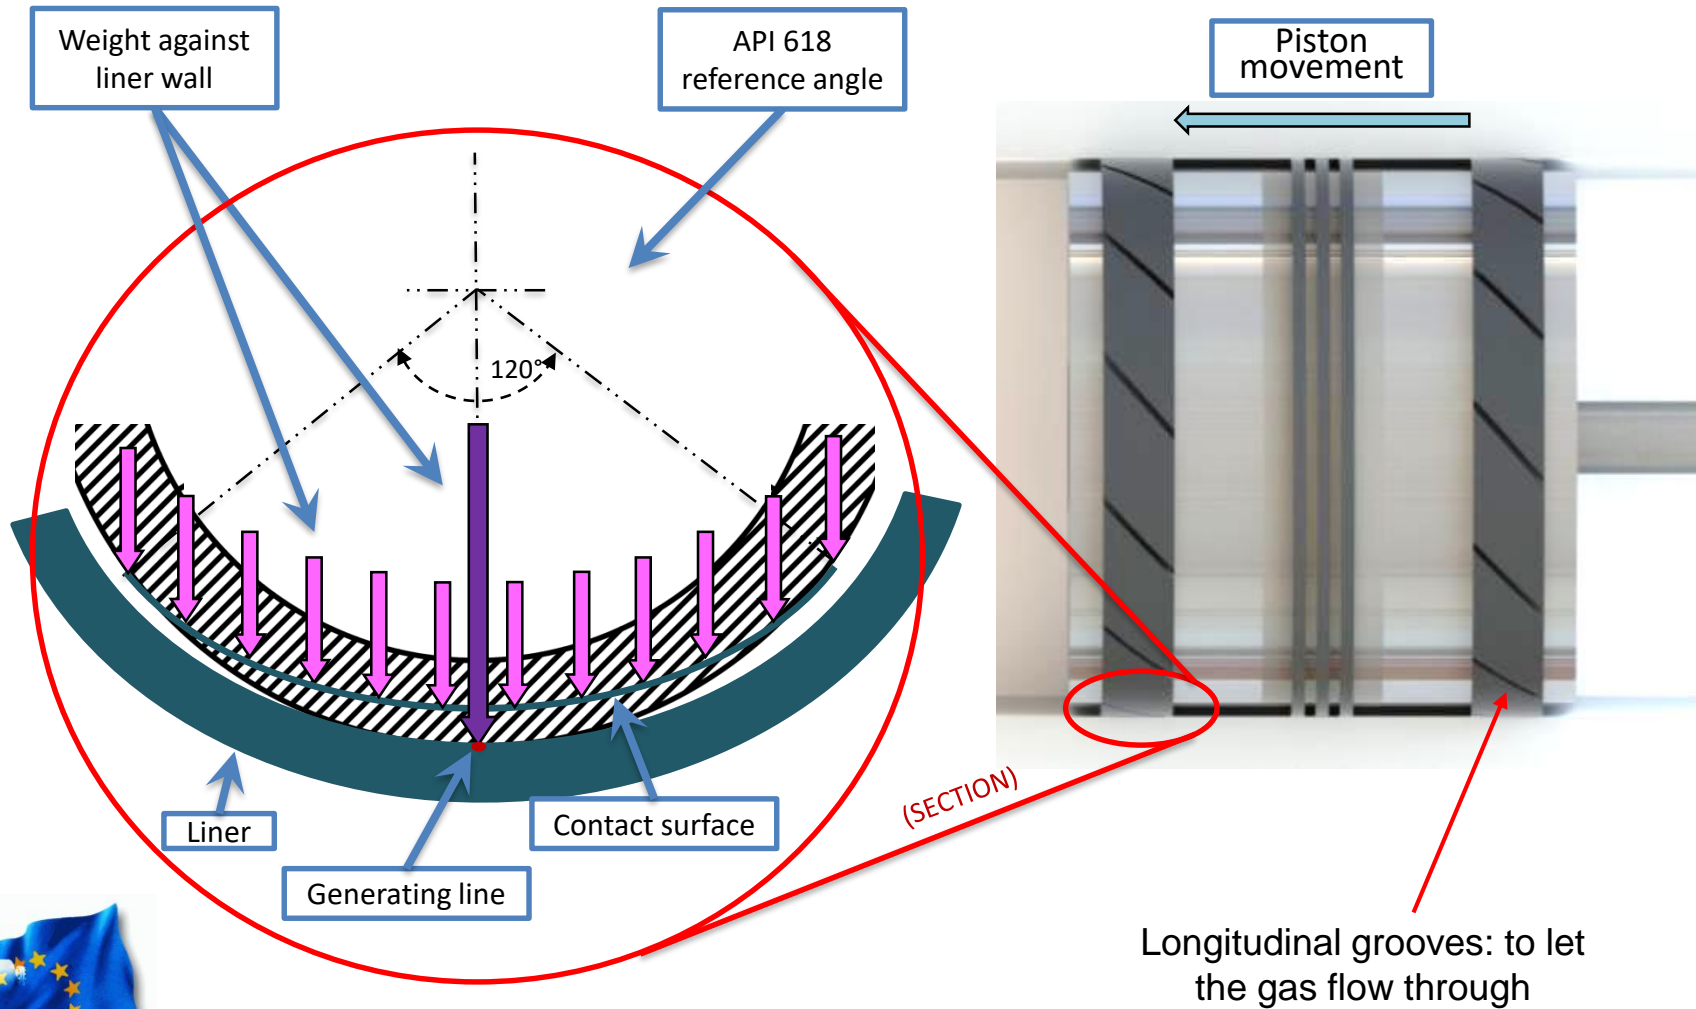 Weight against
liner wall
API 618
reference angle
Piston
movement
120°
(SECTION)
Liner
Contact surface
Generating line
Longitudinal grooves: to let
the gas flow through